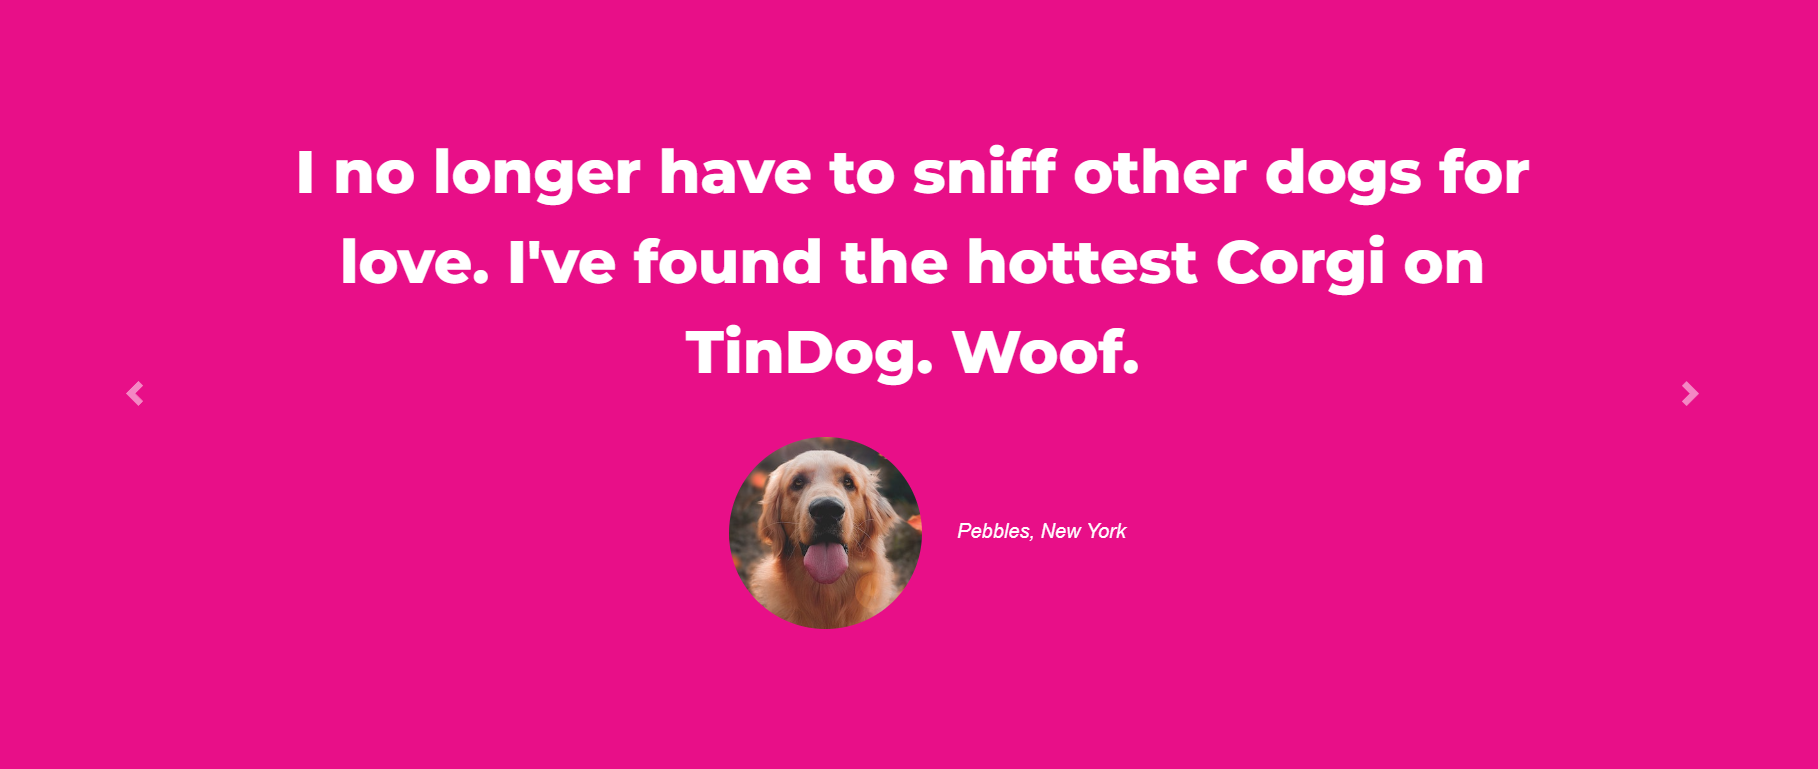 I no longer have to sniff other dogs for
love. I've found the hottest Corgi on
TinDog. Woof.
Pebbles, New York